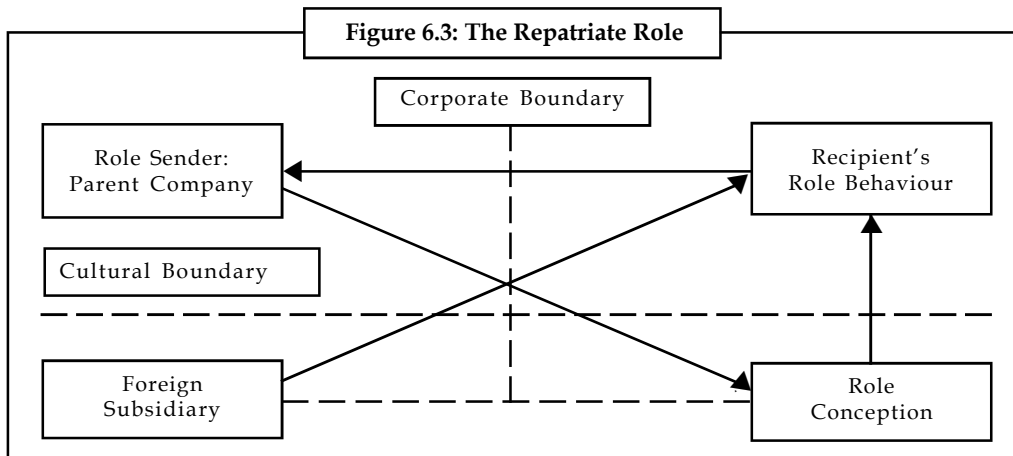 Figure 6.3: The Repatriate Role
Corporate Boundary
Role Sender:
Parent Company
Recipient's
Role Behaviour
Cultural Boundary
Foreign
Subsidiary
Role
Conception